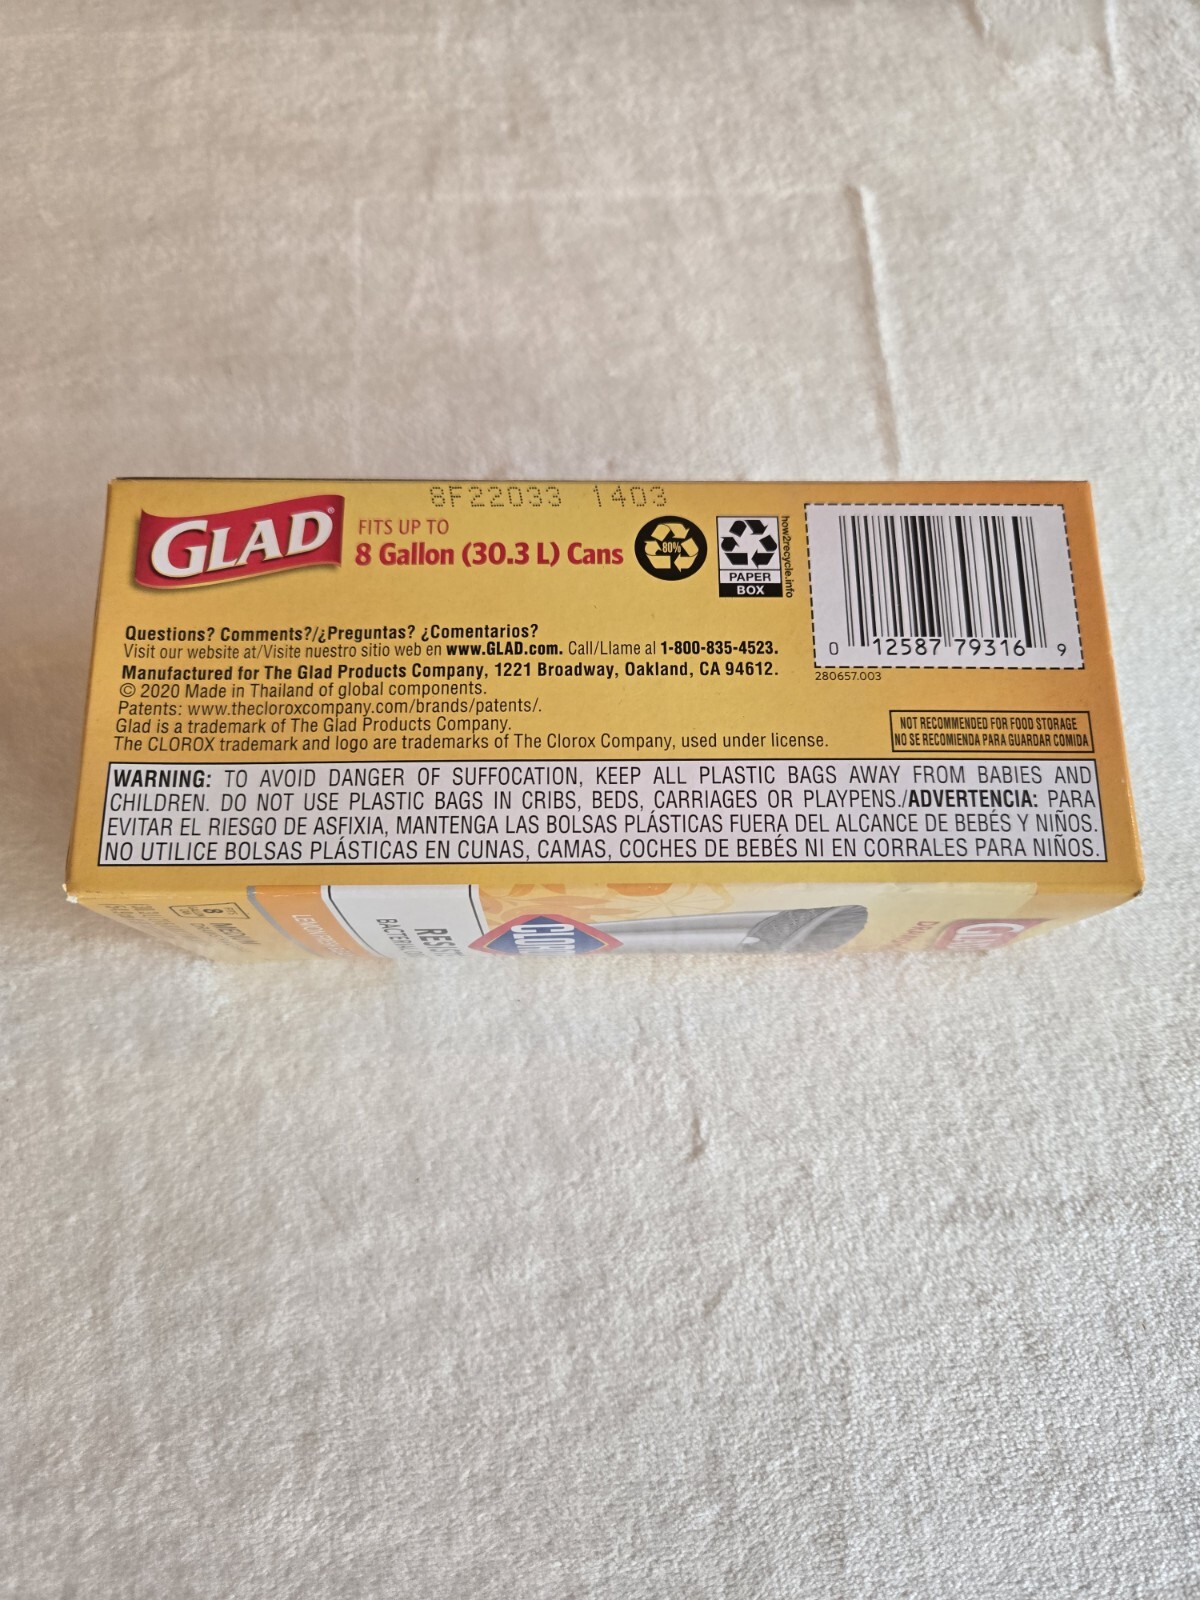 8F22033 1403
GLAD®
FITS UP TO
8 Gallon (30.3 L) Cans
80%
PAPER
BOX
how2recycle.info
0 12587 79316 9
280657.003
Questions? Comments?/¿Preguntas? ¿Comentarios?
Visit our website at/Visite nuestro sitio web en www.GLAD.com. Call/Llame al 1-800-835-4523.
Manufactured for The Glad Products Company, 1221 Broadway, Oakland, CA 94612.
© 2020 Made in Thailand of global components.
Patents: www.thecloroxcompany.com/brands/patents/.
Glad is a trademark of The Glad Products Company.
The CLOROX trademark and logo are trademarks of The Clorox Company, used under license.
NOT RECOMMENDED FOR FOOD STORAGE
NO SE RECOMIENDA PARA GUARDAR COMIDA
WARNING: TO AVOID DANGER OF SUFFOCATION, KEEP ALL PLASTIC BAGS AWAY FROM BABIES AND
CHILDREN. DO NOT USE PLASTIC BAGS IN CRIBS, BEDS, CARRIAGES OR PLAYPENS./ADVERTENCIA: PARA
EVITAR EL RIESGO DE ASFIXIA, MANTENGA LAS BOLSAS PLÁSTICAS FUERA DEL ALCANCE DE BEBÉS Y NIÑOS.
NO UTILICE BOLSAS PLÁSTICAS EN CUNAS, CAMAS, COCHES DE BEBÉS NI EN CORRALES PARA NIÑOS.
8
MEDIUM